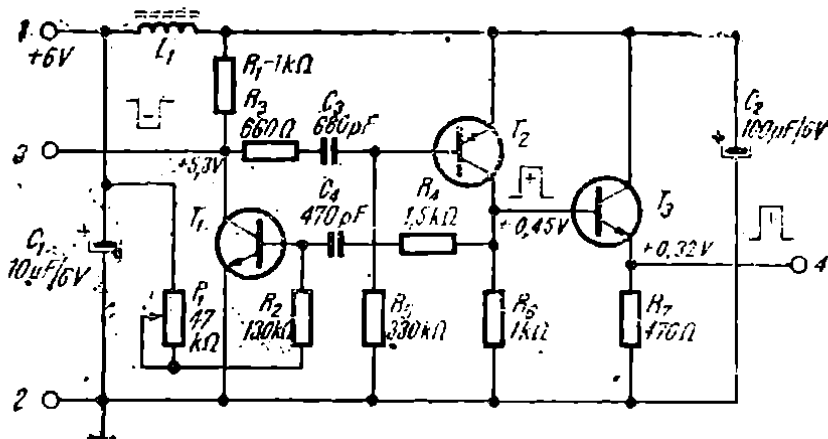 1
+6V
L₁
R₁-1kΩ
R₃
660Ω
C₃
660pF
3
+5,3V
T₂
C₂
100µF/6V
T₁
C₄
470pF
R₄
1,5kΩ
+0,45V
T₃
+0,32V
4
C₁
10µF/6V
P₁
47
kΩ
R₂
130kΩ
R₅
330kΩ
R₆
1kΩ
R₇
470Ω
2